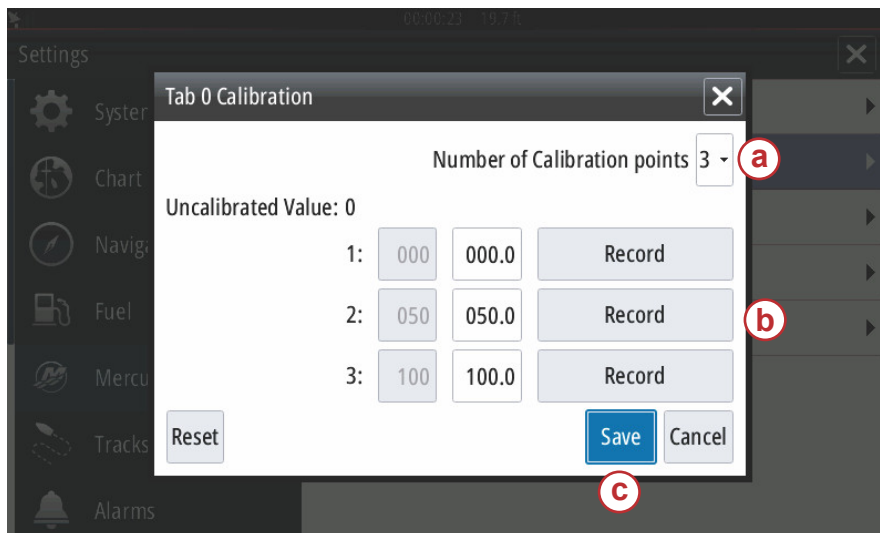 00:00:23 19.7 ft
Settings
Tab 0 Calibration
Number of Calibration points 3 a
Uncalibrated Value: 0
1: 000 000.0 Record
2: 050 050.0 Record b
3: 100 100.0 Record
Reset Save Cancel
c
System
Chart
Naviga
Fuel
Mercu
Tracks
Alarms